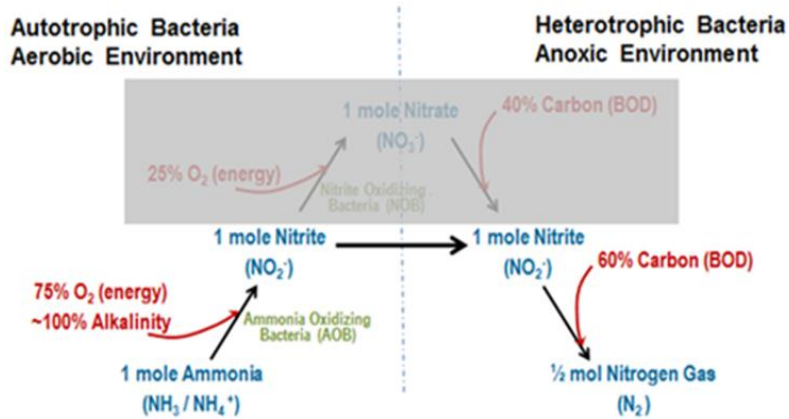 Autotrophic Bacteria
Aerobic Environment
Heterotrophic Bacteria
Anoxic Environment
1 mole Nitrate
(NO₃⁻)
40% Carbon (BOD)
25% O₂ (energy)
Nitrite Oxidizing
Bacteria (NOB)
1 mole Nitrite
(NO₂⁻)
1 mole Nitrite
(NO₂⁻)
60% Carbon (BOD)
75% O₂ (energy)
~100% Alkalinity
Ammonia Oxidizing
Bacteria (AOB)
1 mole Ammonia
(NH₃ / NH₄⁺)
½ mol Nitrogen Gas
(N₂)